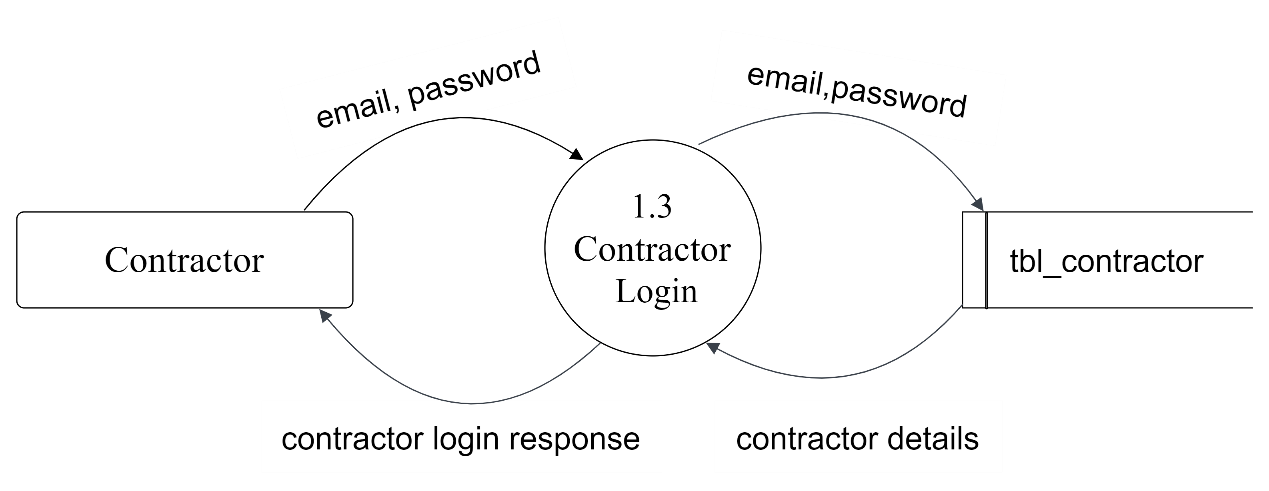 email, password
email,password
Contractor
1.3
Contractor
Login
tbl_contractor
contractor login response
contractor details